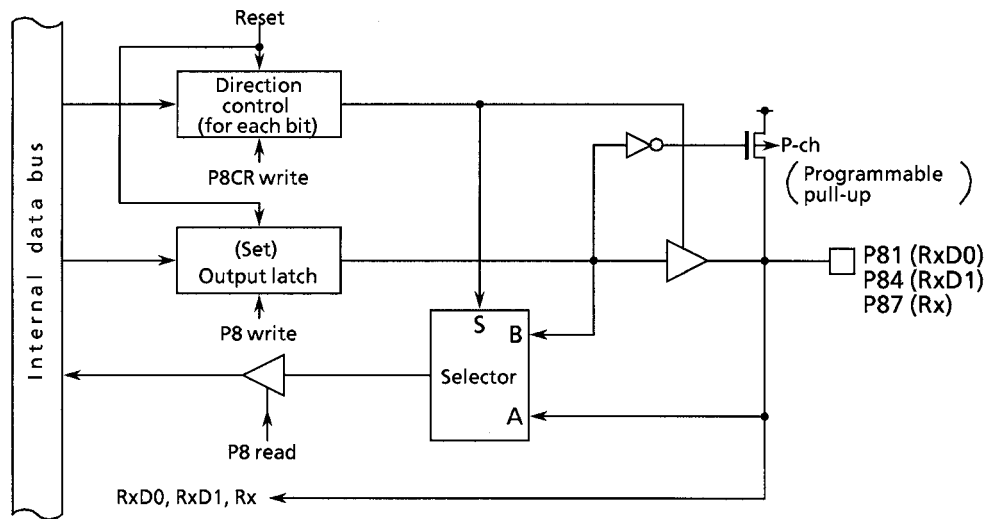 Reset
Direction
control
(for each bit)
P8CR write
P-ch
(Programmable
pull-up)
Internal data bus
(Set)
Output latch
P81 (RxD0)
P84 (RxD1)
P87 (Rx)
P8 write
S
B
Selector
A
P8 read
RxD0, RxD1, Rx